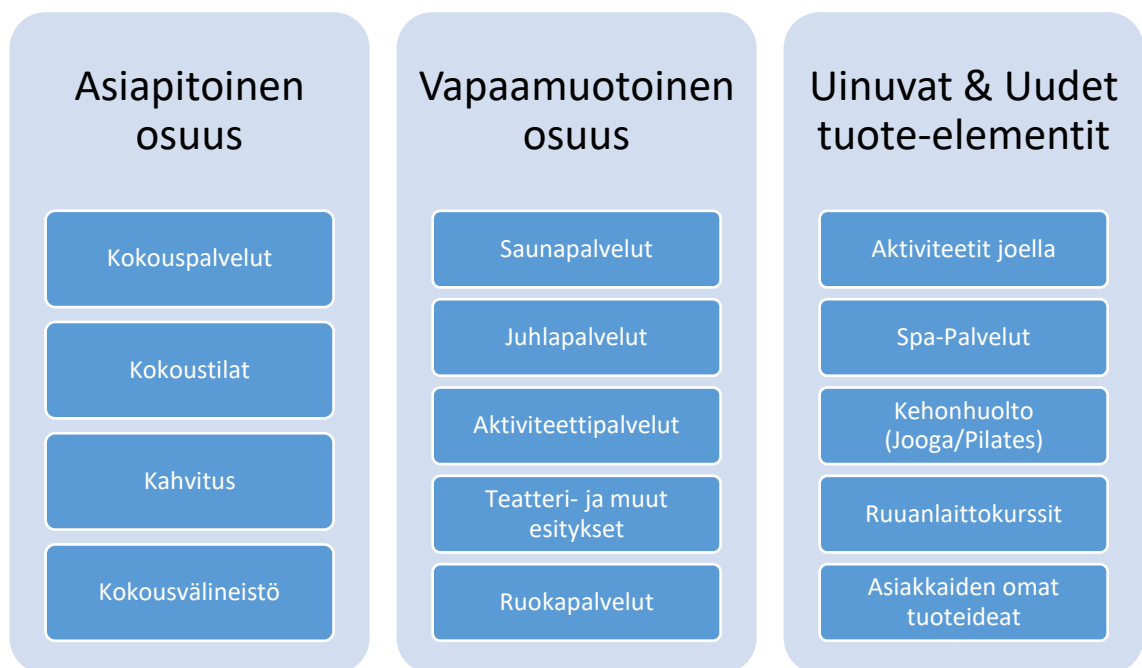 Asiapitoinen
osuus
Kokouspalvelut
Kokoustilat
Kahvitus
Kokousvälineistö
Vapaamuotoinen
osuus
Saunapalvelut
Juhlapalvelut
Aktiviteettipalvelut
Teatteri- ja muut
esitykset
Ruokapalvelut
Uinuvat & Uudet
tuote-elementit
Aktiviteetit joella
Spa-Palvelut
Kehonhuolto
(Jooga/Pilates)
Ruuanlaittokurssit
Asiakkaiden omat
tuoteideat